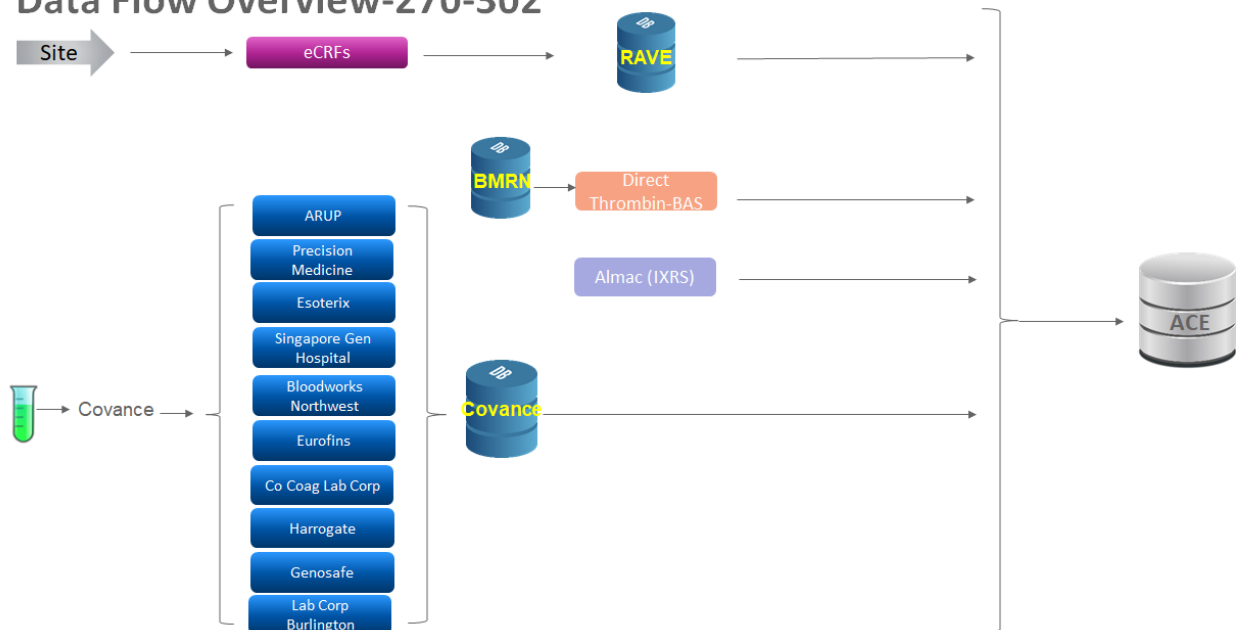 Data Flow Overview-270-302
Site
eCRFs
DB
RAVE
DB
BMRN
Direct
Thrombin-BAS
ARUP
Precision
Medicine
Esoterix
Singapore Gen
Hospital
Bloodworks
Northwest
Eurofins
Co Coag Lab Corp
Harrogate
Genosafe
Lab Corp
Burlington
Almac (IXRS)
ACE
Covance
DB
Covance